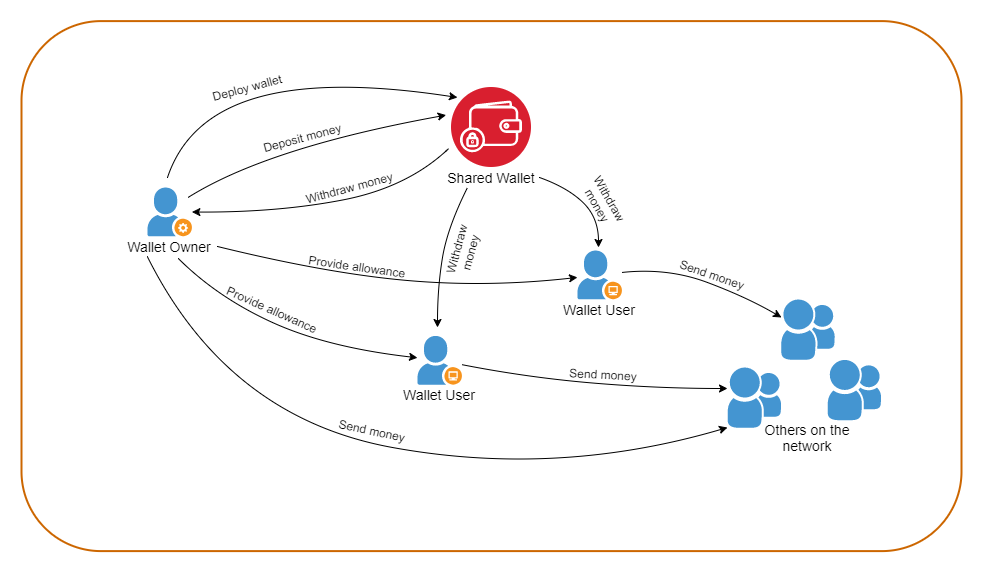 Deploy wallet
Deposit money
Withdraw money
Shared Wallet
Withdraw
money
Withdraw
money
Wallet Owner
Provide allowance
Provide allowance
Wallet User
Send money
Wallet User
Send money
Send money
Others on the
network